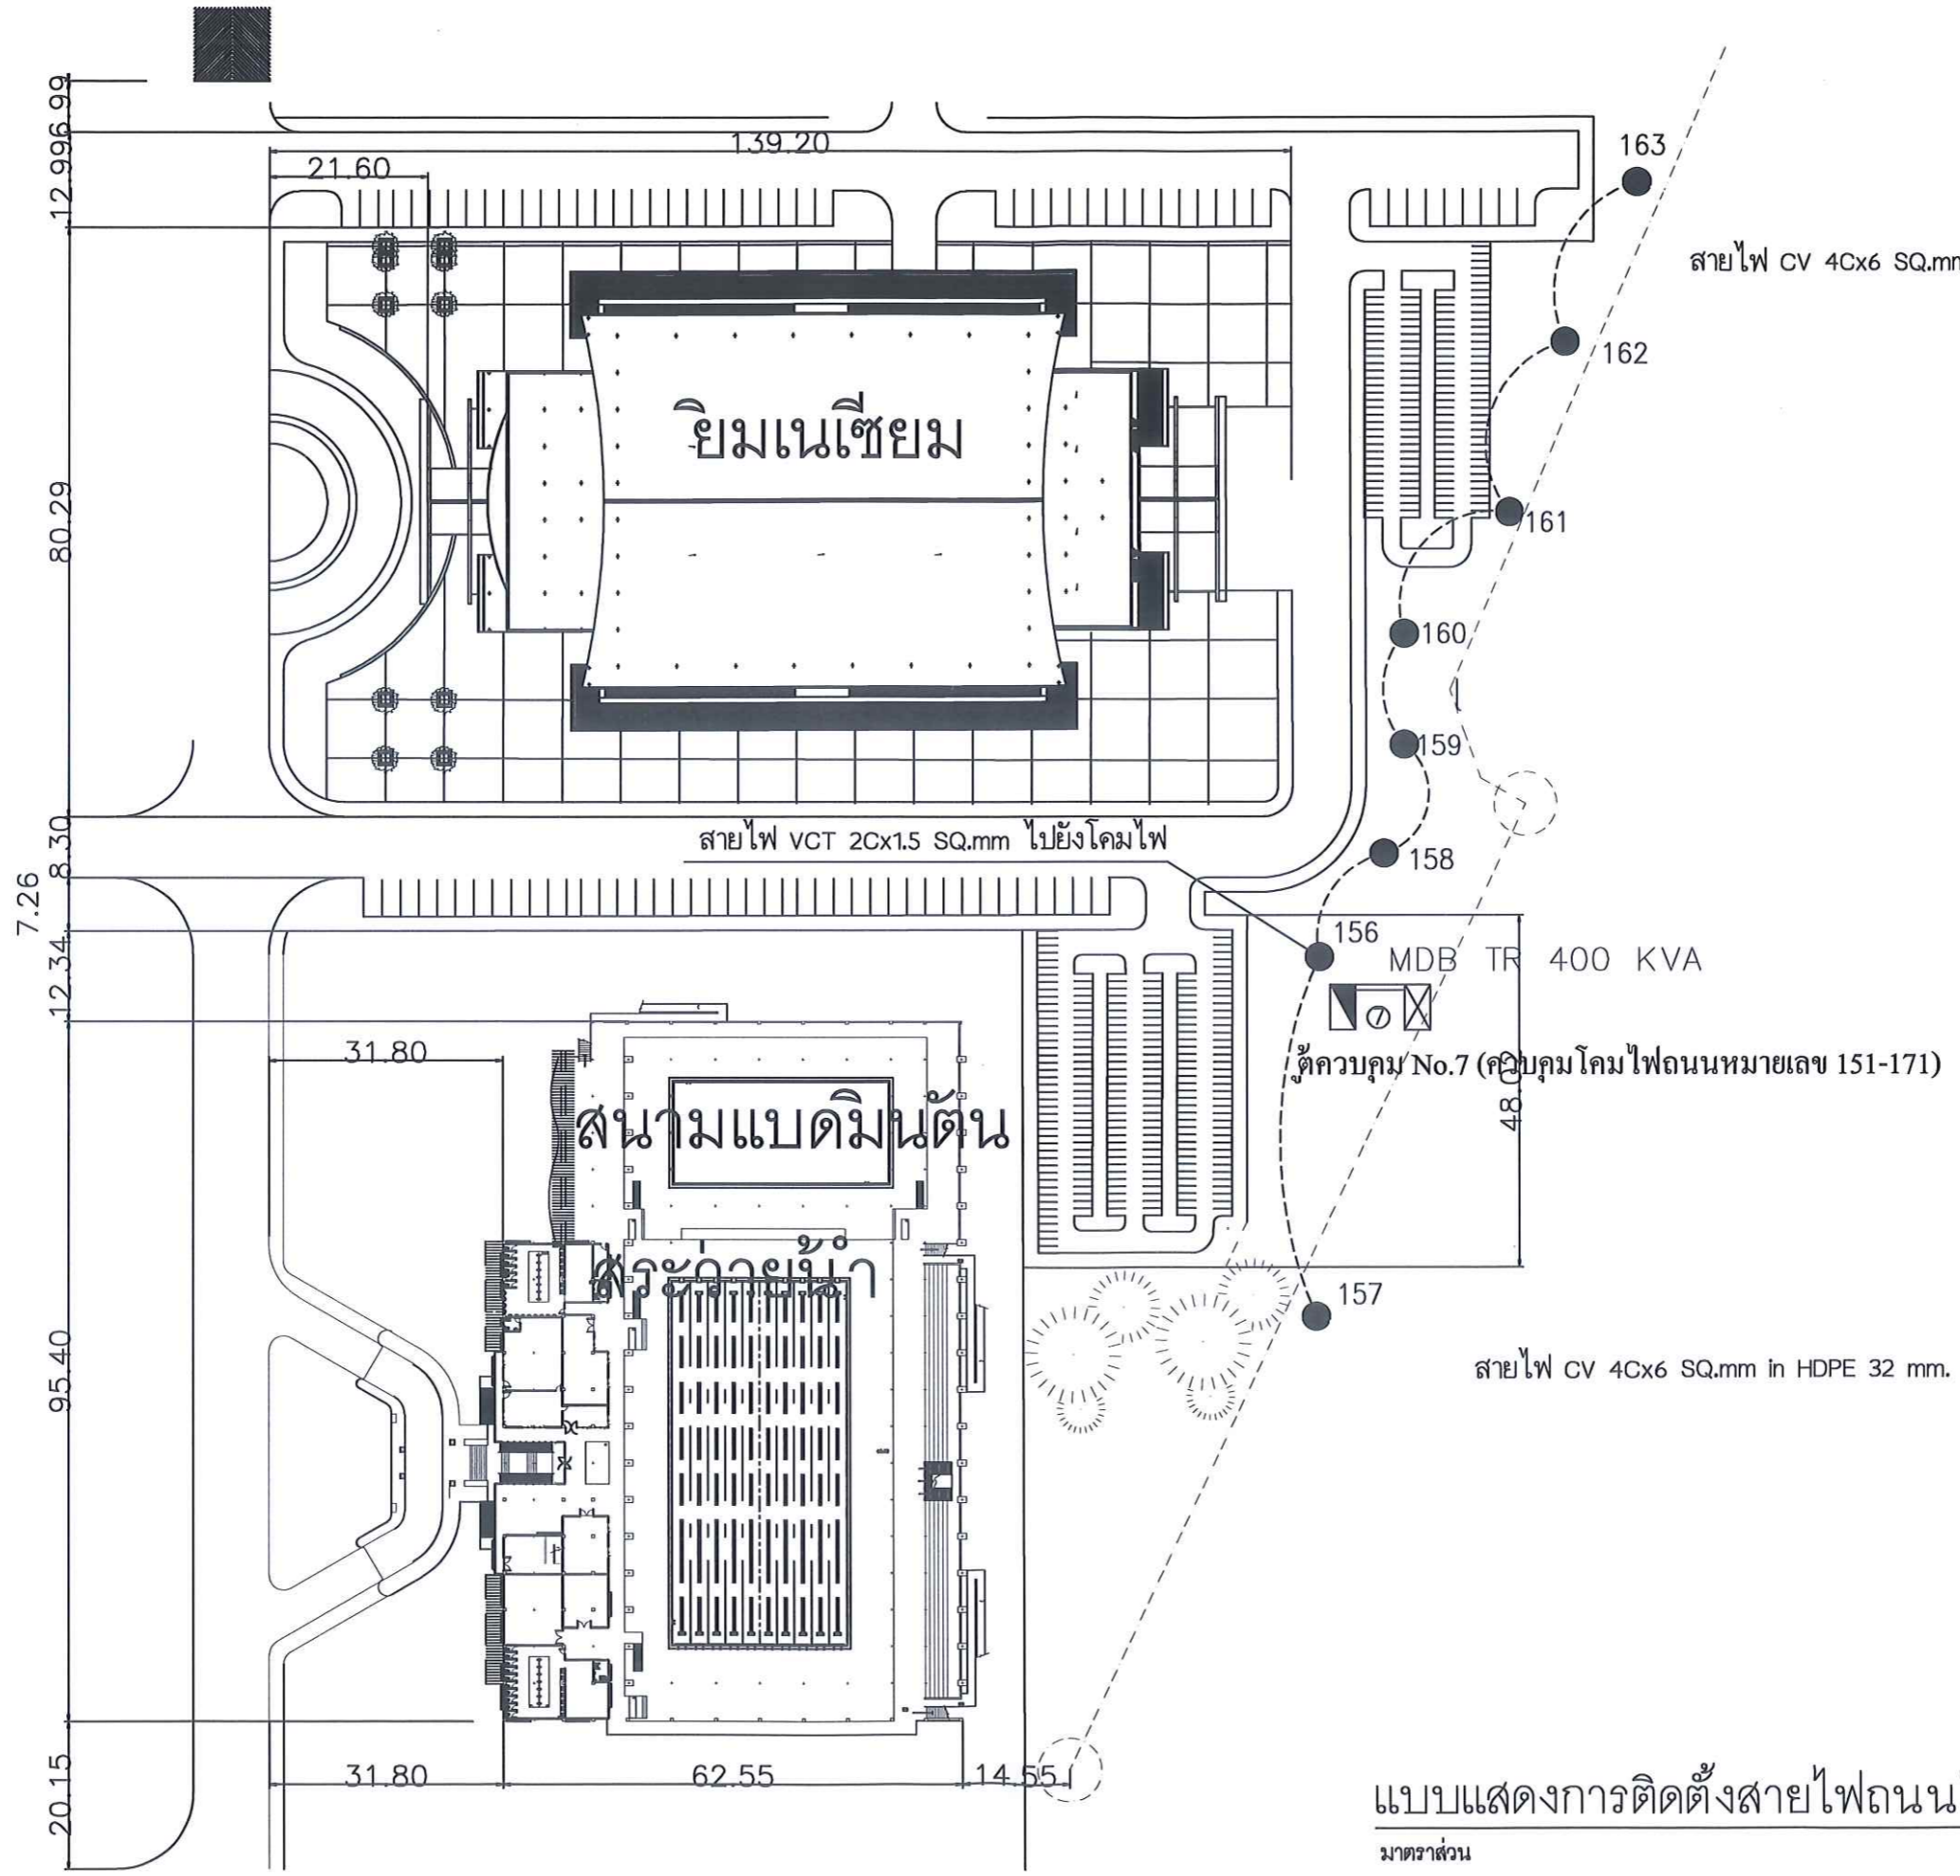 6.99
12.99
139.20
21.60
163
สายไฟ CV 4Cx6 SQ.mm
162
ยิมเนเซียม
80.29
161
160
159
8.30
สายไฟ VCT 2Cx1.5 SQ.mm ไปยังโคมไฟ
158
7.26
156
12.34
MDB TR 400 KVA
7
31.80
ตู้ควบคุม No.7 (ควบคุมโคมไฟถนนหมายเลข 151-171)
48.02
สนามแบดมินตัน
สระว่ายน้ำ
157
95.40
สายไฟ CV 4Cx6 SQ.mm in HDPE 32 mm.
20.15
31.80
62.55
14.55
แบบแสดงการติดตั้งสายไฟถนน
มาตราส่วน